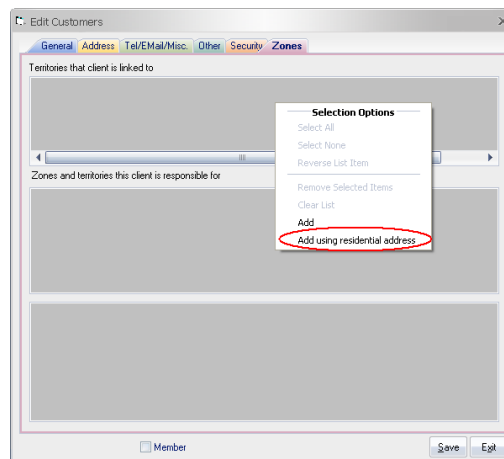 Edit Customers
General Address Tel/EMail/Misc. Other Security Zones
Territories that client is linked to
Selection Options
Select All
Select None
Reverse List Item
Zones and territories this client is responsible for
Remove Selected Items
Clear List
Add
Add using residential address
Member Save Exit